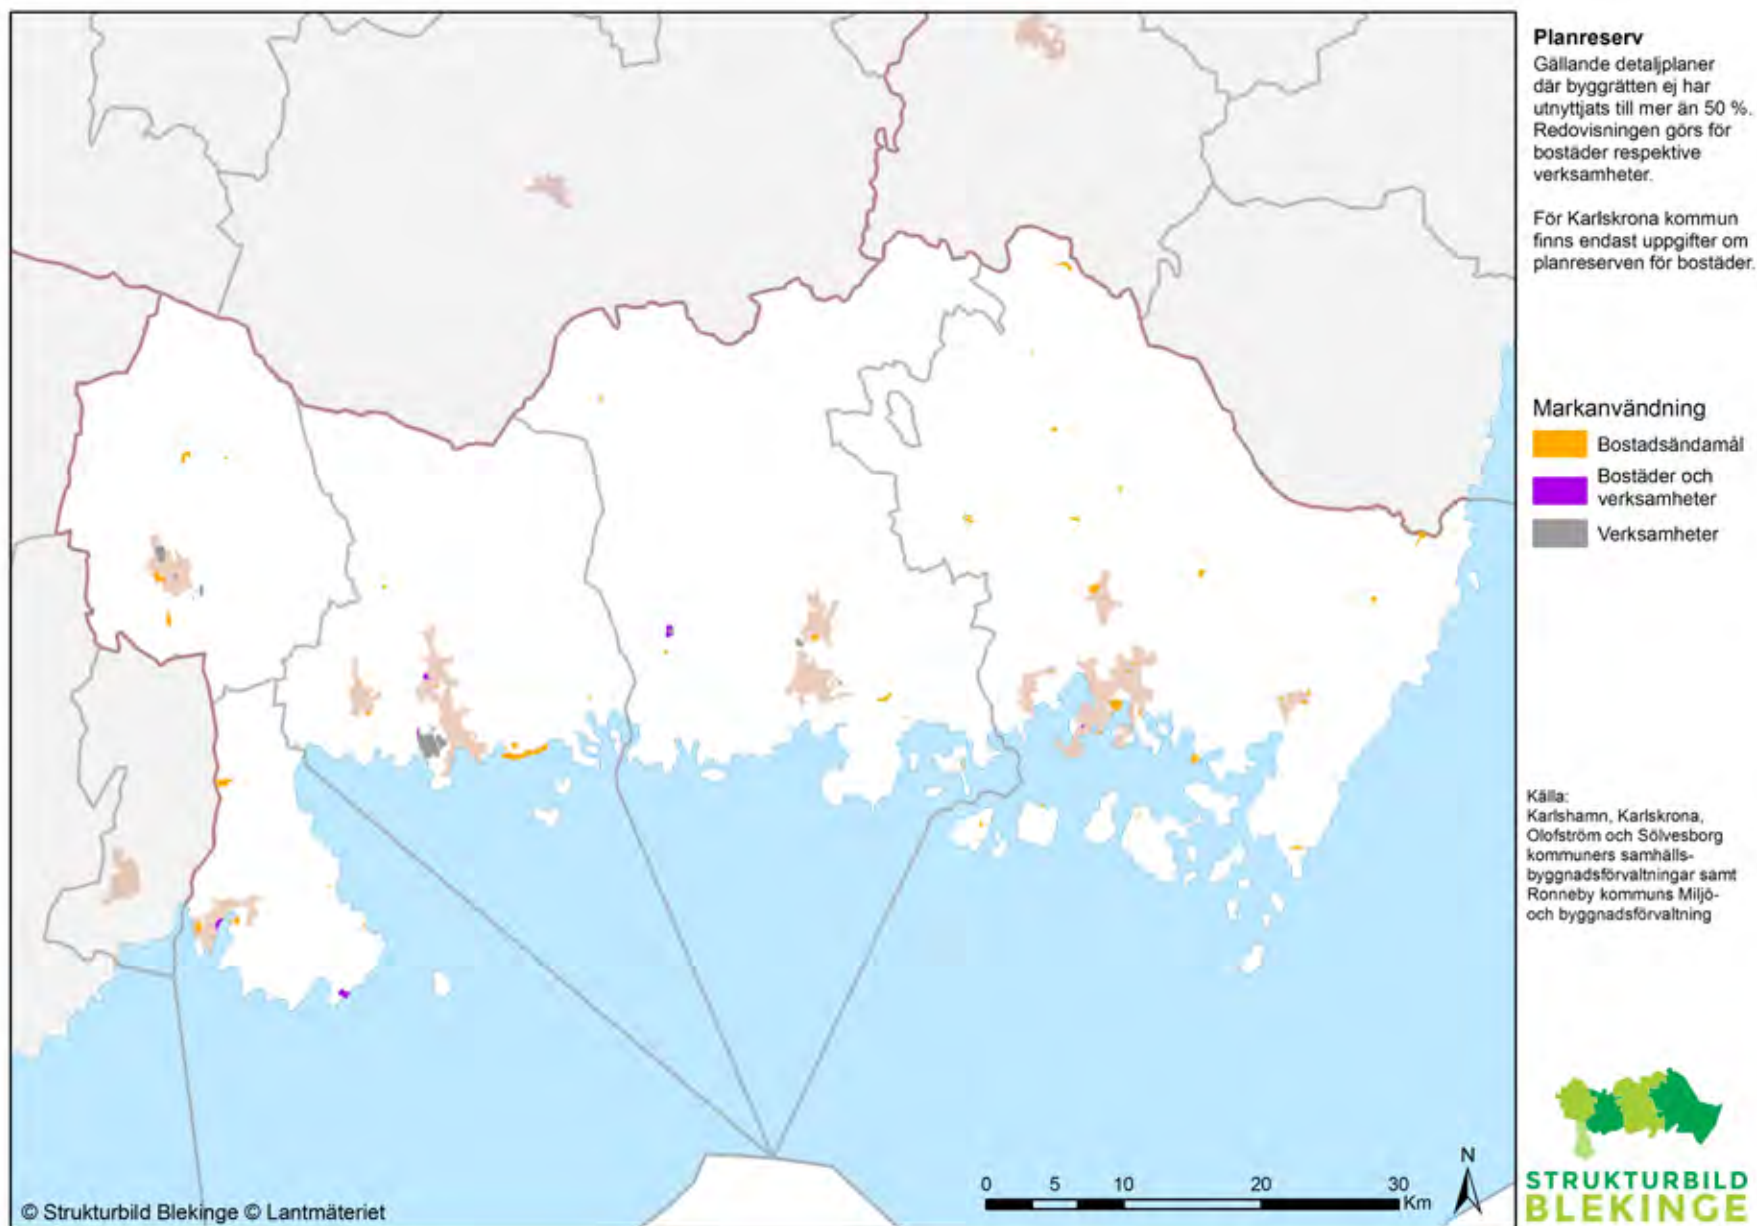 Planreserv
Gällande detaljplaner
där byggrätten ej har
utnyttjats till mer än 50 %.
Redovisningen görs för
bostäder respektive
verksamheter.
För Karlskrona kommun
finns endast uppgifter om
planreserven för bostäder.
Markanvändning
Bostadsändamål
Bostäder och
verksamheter
Verksamheter
Källa:
Karlshamn, Karlskrona,
Olofström och Sölvesborg
kommuners samhälls-
byggnadsförvaltningar samt
Ronneby kommuns Miljö-
och byggnadsförvaltning
N
0 5 10 20 30
Km
© Strukturbild Blekinge © Lantmäteriet
STRUKTURBILD
BLEKINGE